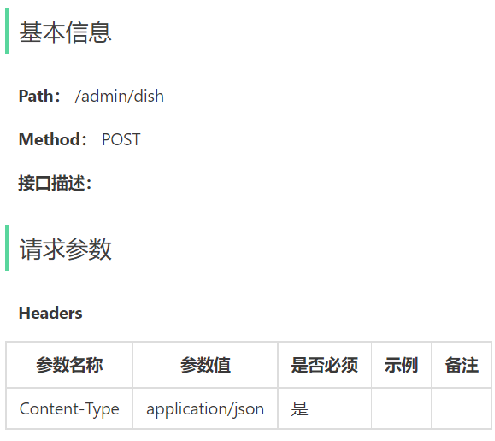 基本信息
Path： /admin/dish
Method： POST
接口描述：
请求参数
Headers
参数名称 参数值 是否必须 示例 备注
Content-Type application/json 是